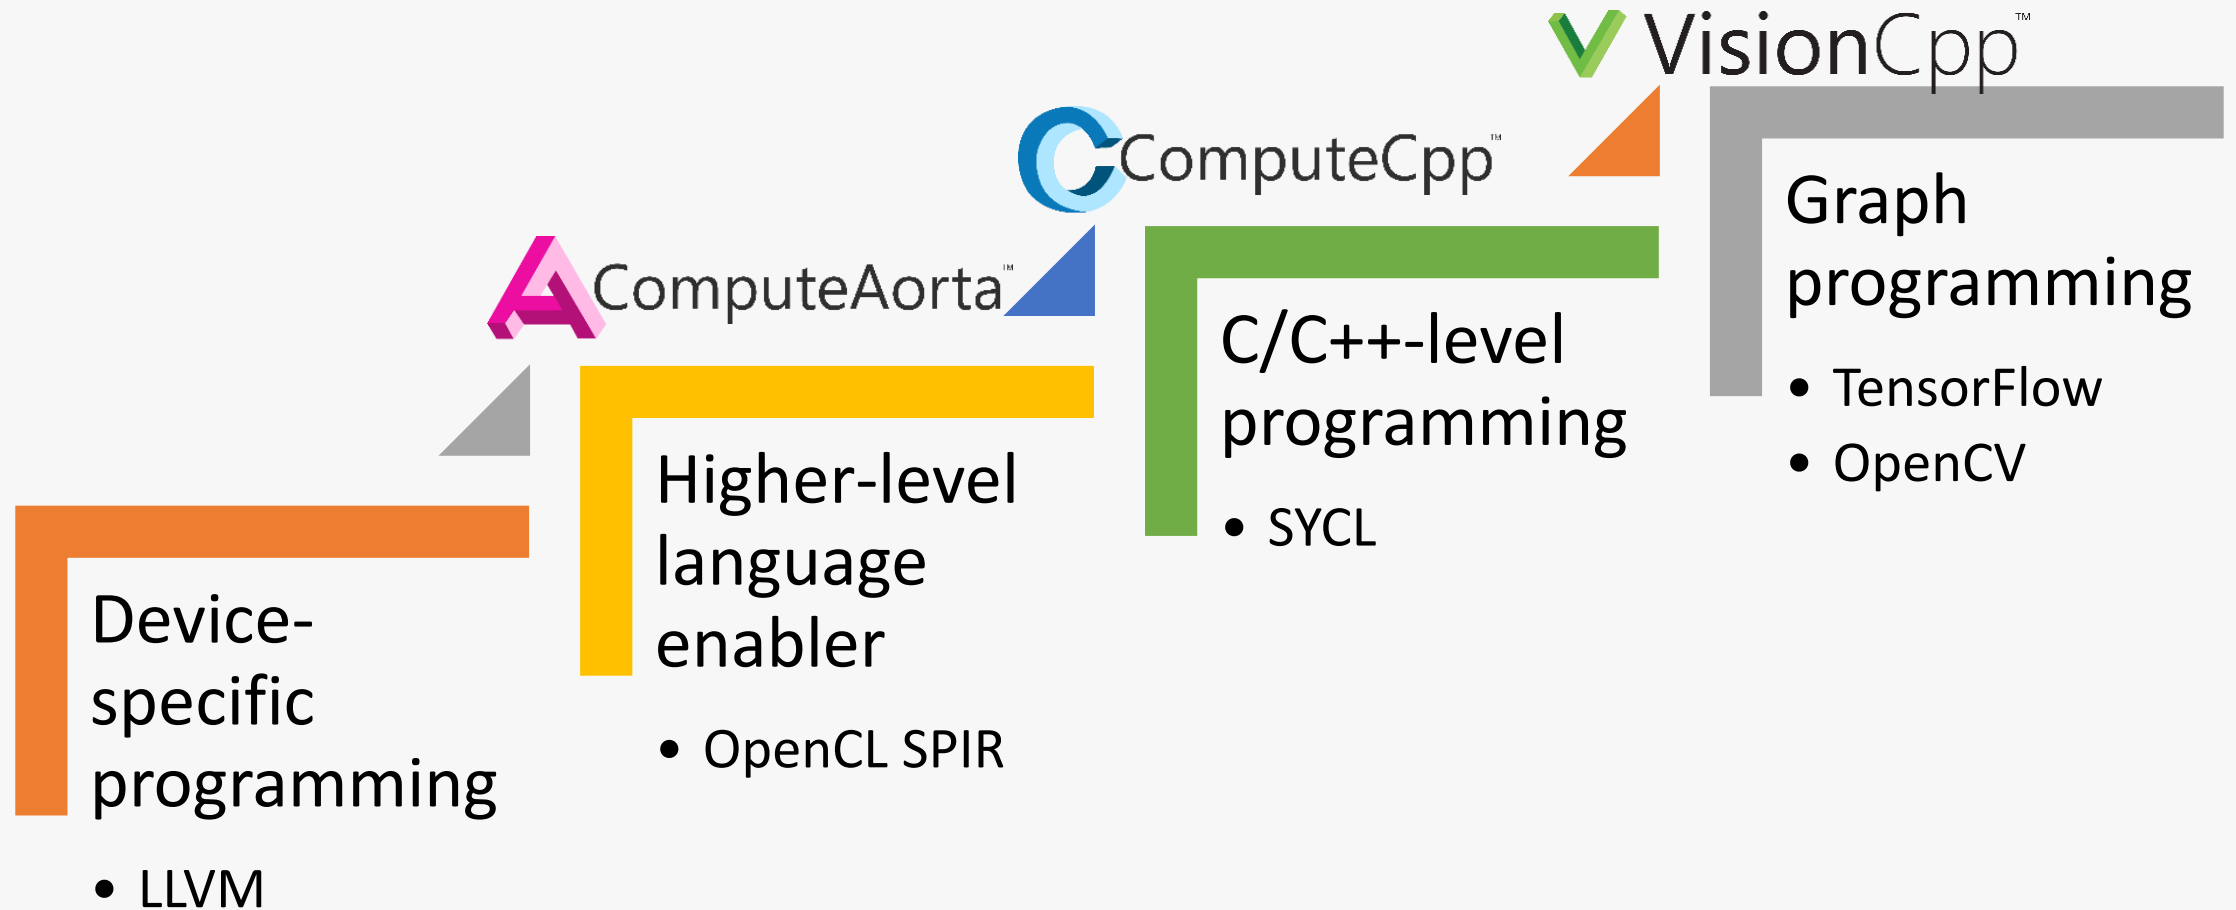 VisionCpp™
ComputeCpp™
ComputeAorta™
Device-
specific
programming
• LLVM
Higher-level
language
enabler
• OpenCL SPIR
C/C++-level
programming
• SYCL
Graph
programming
• TensorFlow
• OpenCV